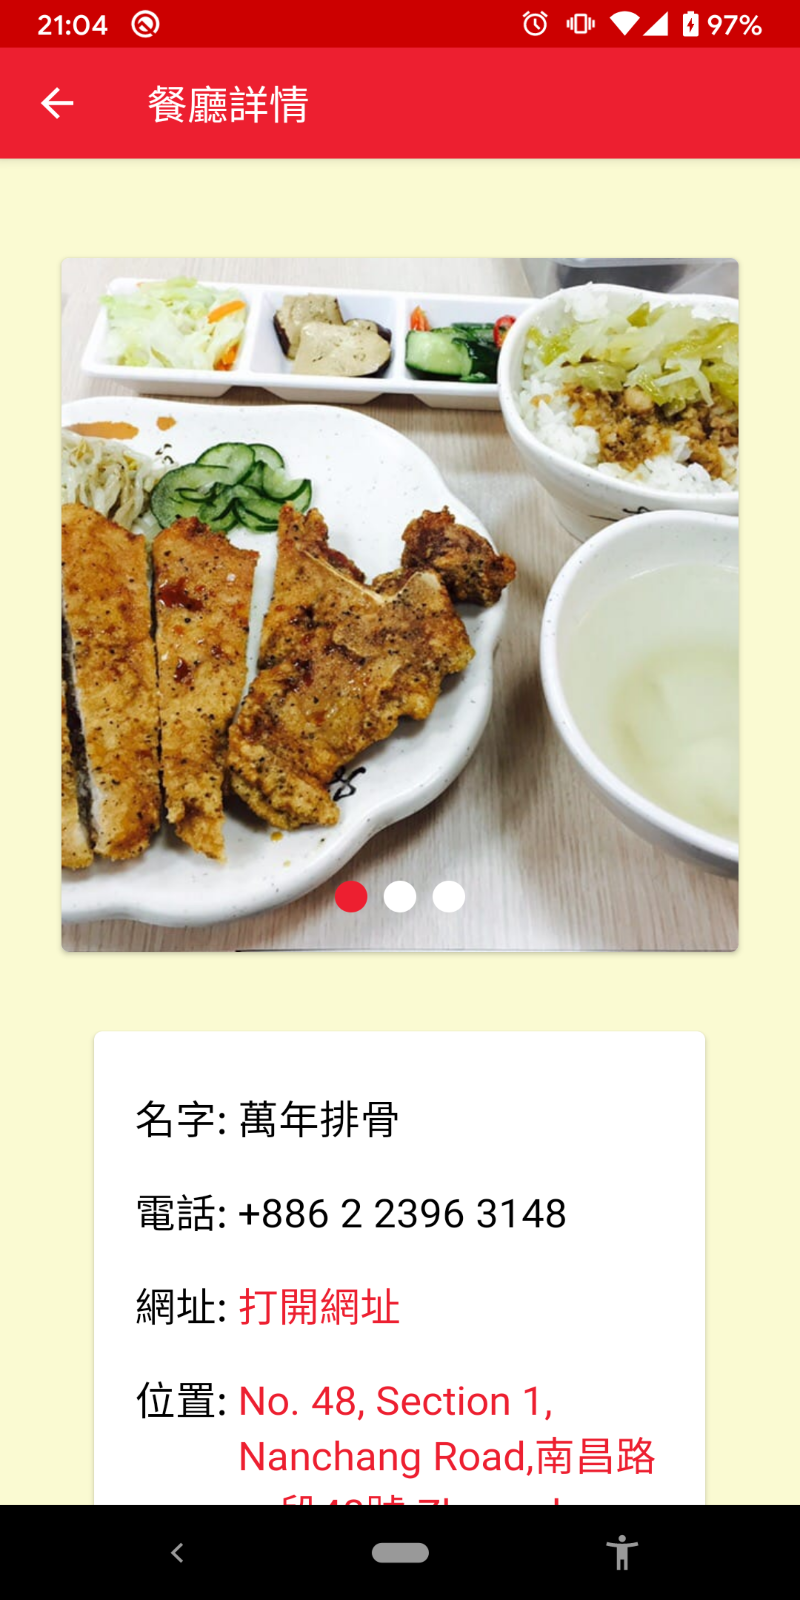 21:04
97%
餐廳詳情
名字: 萬年排骨
電話: +886 2 2396 3148
網址: 打開網址
位置: No. 48, Section 1,
Nanchang Road,南昌路